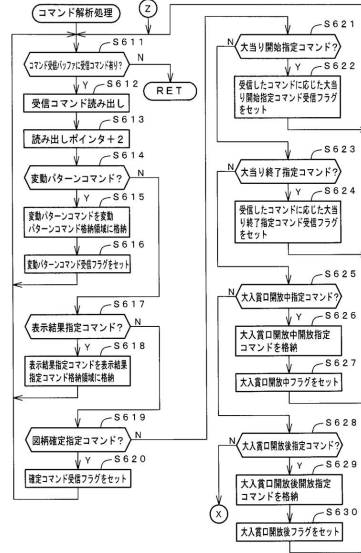 コマンド解析処理
Z
S611
コマンド受信バッファに受信コマンド有り?
N
Y
S612
RET
受信コマンド読み出し
S613
読み出しポインタ+2
S614
変動パターンコマンド?
N
Y
S615
変動パターンコマンドを変動
パターンコマンド格納領域に格納
S616
変動パターンコマンド受信フラグをセット
S617
表示結果指定コマンド?
N
Y
S618
表示結果指定コマンドを表示結果
指定コマンド格納領域に格納
S619
図柄確定指定コマンド?
N
Y
S620
確定コマンド受信フラグをセット
S621
N
大当り開始指定コマンド?
Y
S622
受信したコマンドに応じた大当
り開始指定コマンド受信フラグ
をセット
S623
N
大当り終了指定コマンド?
Y
S624
受信したコマンドに応じた大当
り終了指定コマンド受信フラグ
をセット
S625
N
大入賞口開放中指定コマンド?
Y
S626
大入賞口開放中開放指定
コマンドを格納
S627
大入賞口開放中フラグをセット
S628
N
大入賞口開放後指定コマンド?
Y
S629
大入賞口開放後開放指定
コマンドを格納
X
S630
大入賞口開放後フラグをセット